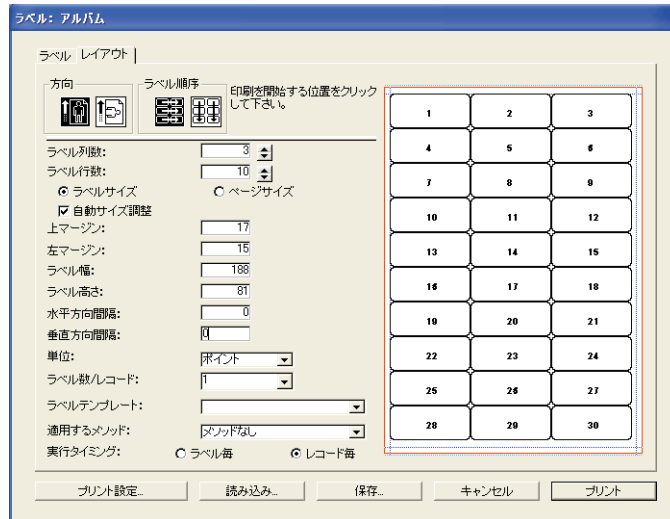 ラベル: アルバム
ラベル レイアウト
方向
ラベル順序
印刷を開始する位置をクリック
して下さい。
ラベル列数: 3
ラベル行数: 10
ラベルサイズ ページサイズ
自動サイズ調整
上マージン: 17
左マージン: 15
ラベル幅: 188
ラベル高さ: 81
水平方向間隔: 0
垂直方向間隔: 0
単位: ポイント
ラベル数/レコード: 1
ラベルテンプレート:
適用するメソッド: メソッドなし
実行タイミング: ラベル毎 レコード毎
1 2 3
4 5 6
7 8 9
10 11 12
13 14 15
16 17 18
19 20 21
22 23 24
25 26 27
28 29 30
プリント設定... 読み込み... 保存... キャンセル プリント